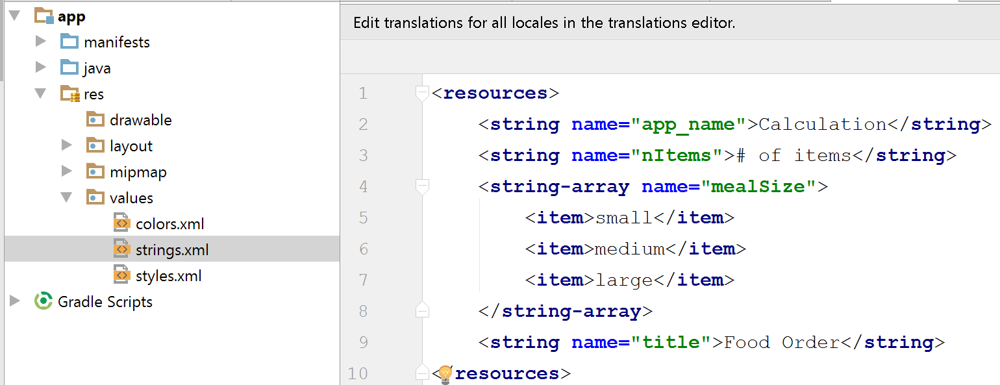 app
manifests
java
res
drawable
layout
mipmap
values
colors.xml
strings.xml
styles.xml
Gradle Scripts
Edit translations for all locales in the translations editor.
1 <resources>
2 <string name="app_name">Calculation</string>
3 <string name="nItems"># of items</string>
4 <string-array name="mealSize">
5 <item>small</item>
6 <item>medium</item>
7 <item>large</item>
8 </string-array>
9 <string name="title">Food Order</string>
10 <resources>